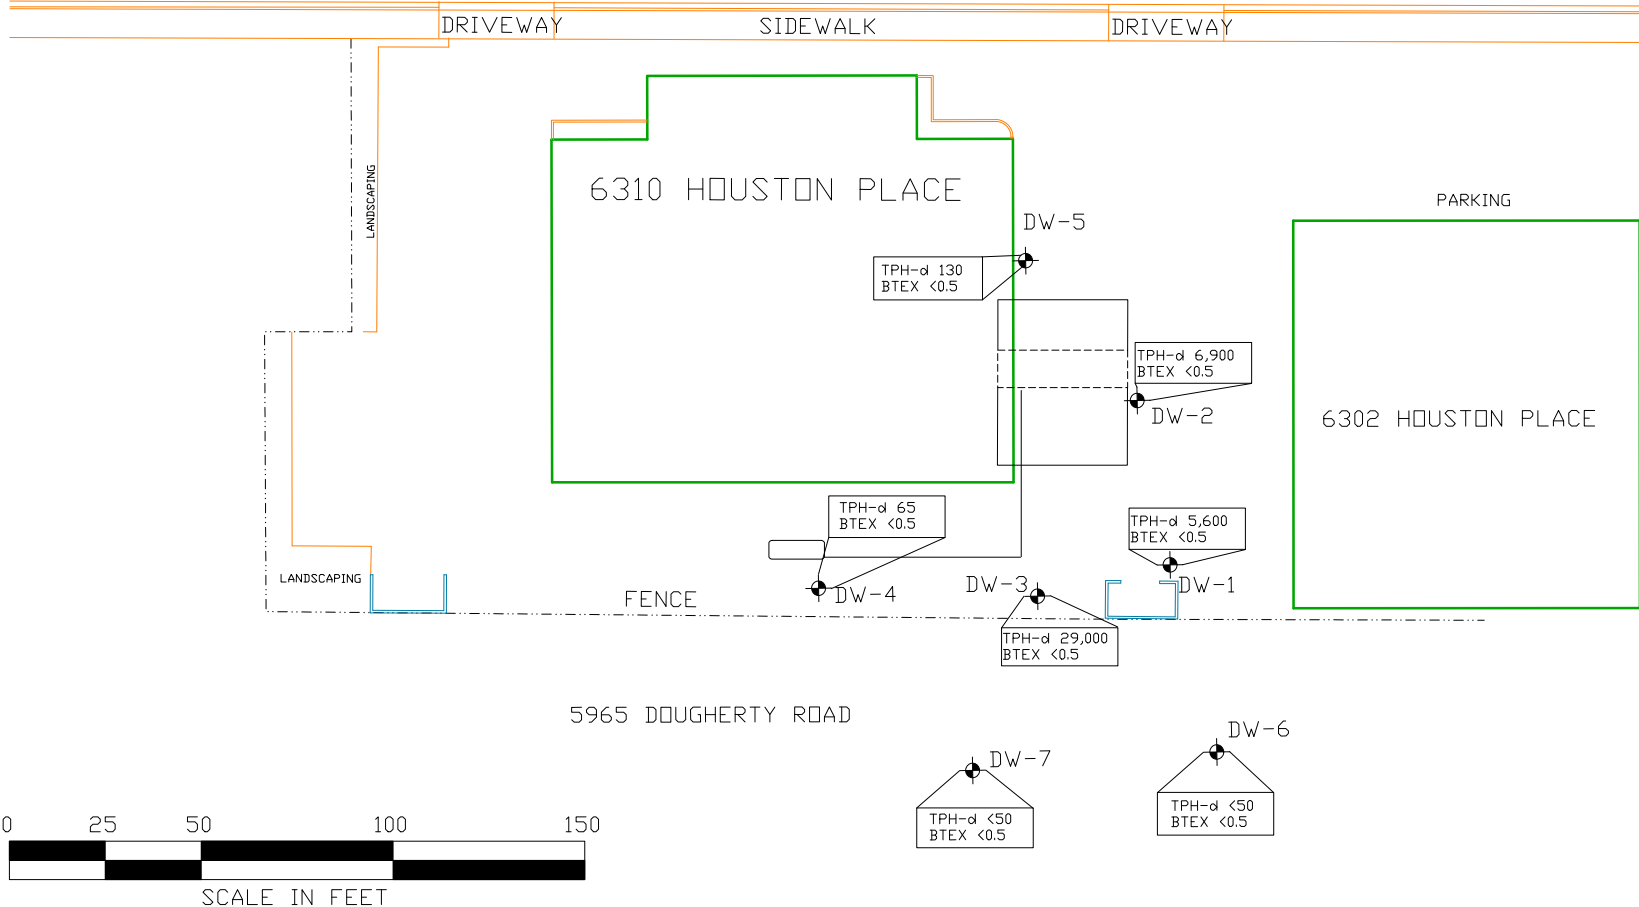 DRIVEWAY
SIDEWALK
DRIVEWAY
LANDSCAPING
6310 HOUSTON PLACE
PARKING
DW-5
TPH-d 130
BTEX <0.5
TPH-d 6,900
BTEX <0.5
DW-2
6302 HOUSTON PLACE
TPH-d 65
BTEX <0.5
TPH-d 5,600
BTEX <0.5
LANDSCAPING
FENCE
DW-4
DW-3
DW-1
TPH-d 29,000
BTEX <0.5
5965 DOUGHERTY ROAD
DW-6
DW-7
TPH-d <50
BTEX <0.5
TPH-d <50
BTEX <0.5
0 25 50 100 150
SCALE IN FEET